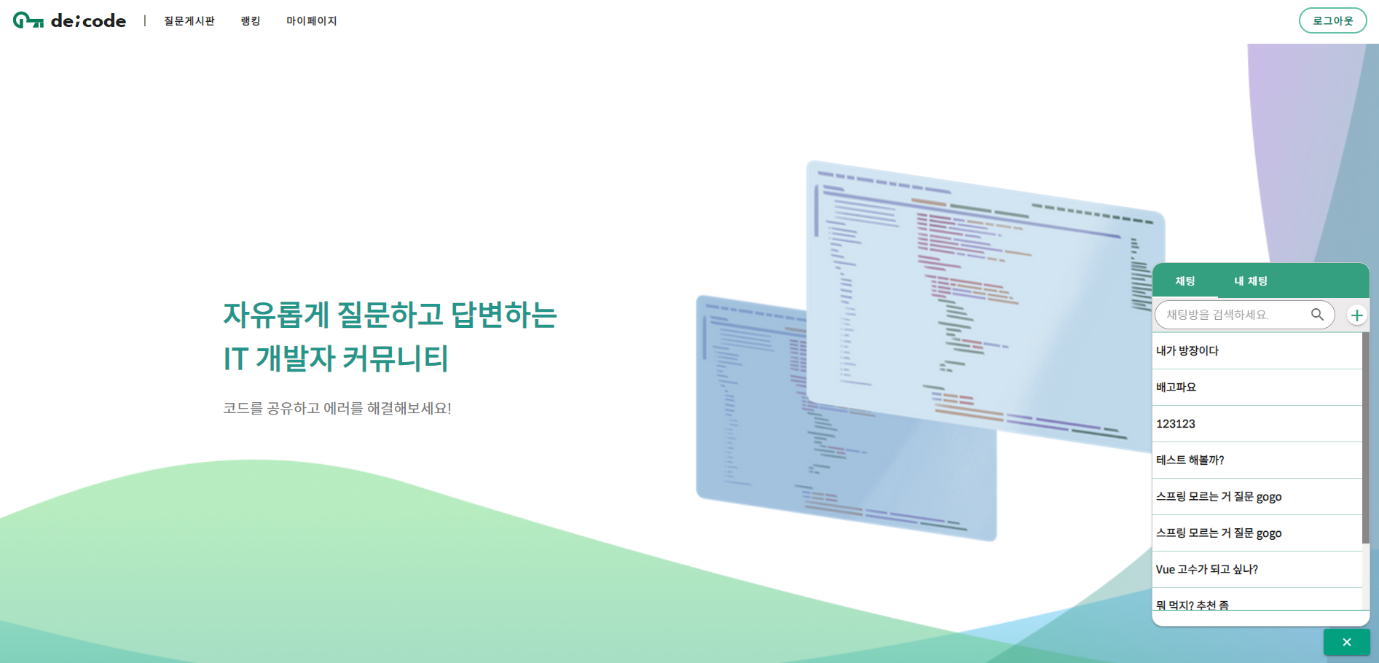 de;code
질문게시판
랭킹
마이페이지
로그아웃
자유롭게 질문하고 답변하는
IT 개발자 커뮤니티
코드를 공유하고 에러를 해결해보세요!
채팅
내 채팅
채팅방을 검색하세요.
내가 방장이다
배고파요
123123
테스트 해볼까?
스프링 모르는 거 질문 gogo
스프링 모르는 거 질문 gogo
Vue 고수가 되고 싶나?
뭐 먹지? 추천 좀